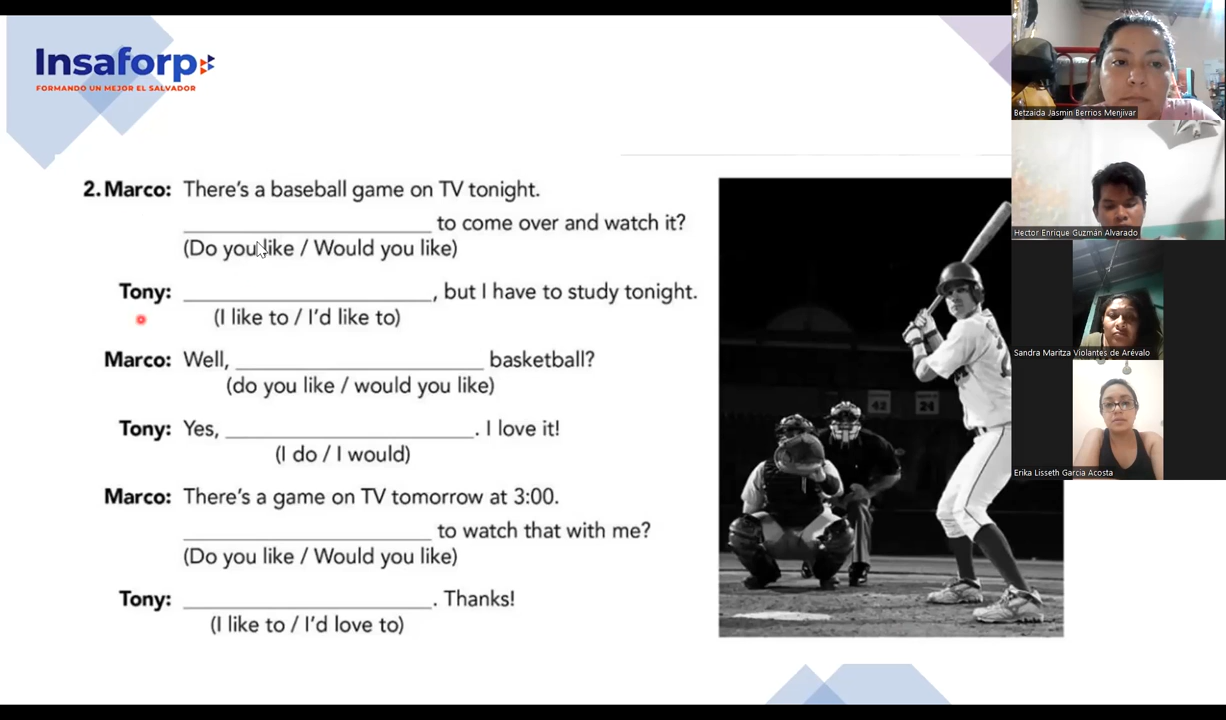 Insaforp
FORMANDO UN MEJOR EL SALVADOR
2. Marco: There's a baseball game on TV tonight.
_______________ to come over and watch it?
(Do you like / Would you like)
Tony: _______________, but I have to study tonight.
(I like to / I'd like to)
Marco: Well, _______________ basketball?
(do you like / would you like)
Tony: Yes, _______________. I love it!
(I do / I would)
Marco: There's a game on TV tomorrow at 3:00.
_______________ to watch that with me?
(Do you like / Would you like)
Tony: _______________. Thanks!
(I like to / I'd love to)
42
21
Betzaida Jasmin Berrios Menjivar
Hector Enrique Guzmán Alvarado
Sandra Maritza Violantes de Arévalo
Erika Lisseth Garcia Acosta